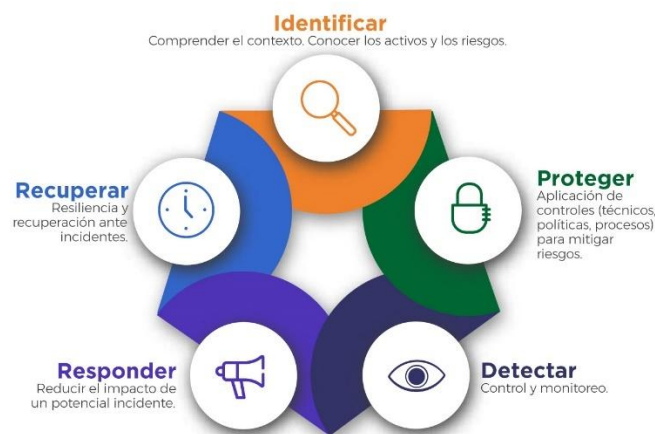 Identificar
Comprender el contexto. Conocer los activos y los riesgos.
Proteger
Aplicación de
controles (técnicos,
políticas, procesos)
para mitigar
riesgos.
Detectar
Control y monitoreo.
Responder
Reducir el impacto de
un potencial incidente.
Recuperar
Resiliencia y
recuperación ante
incidentes.